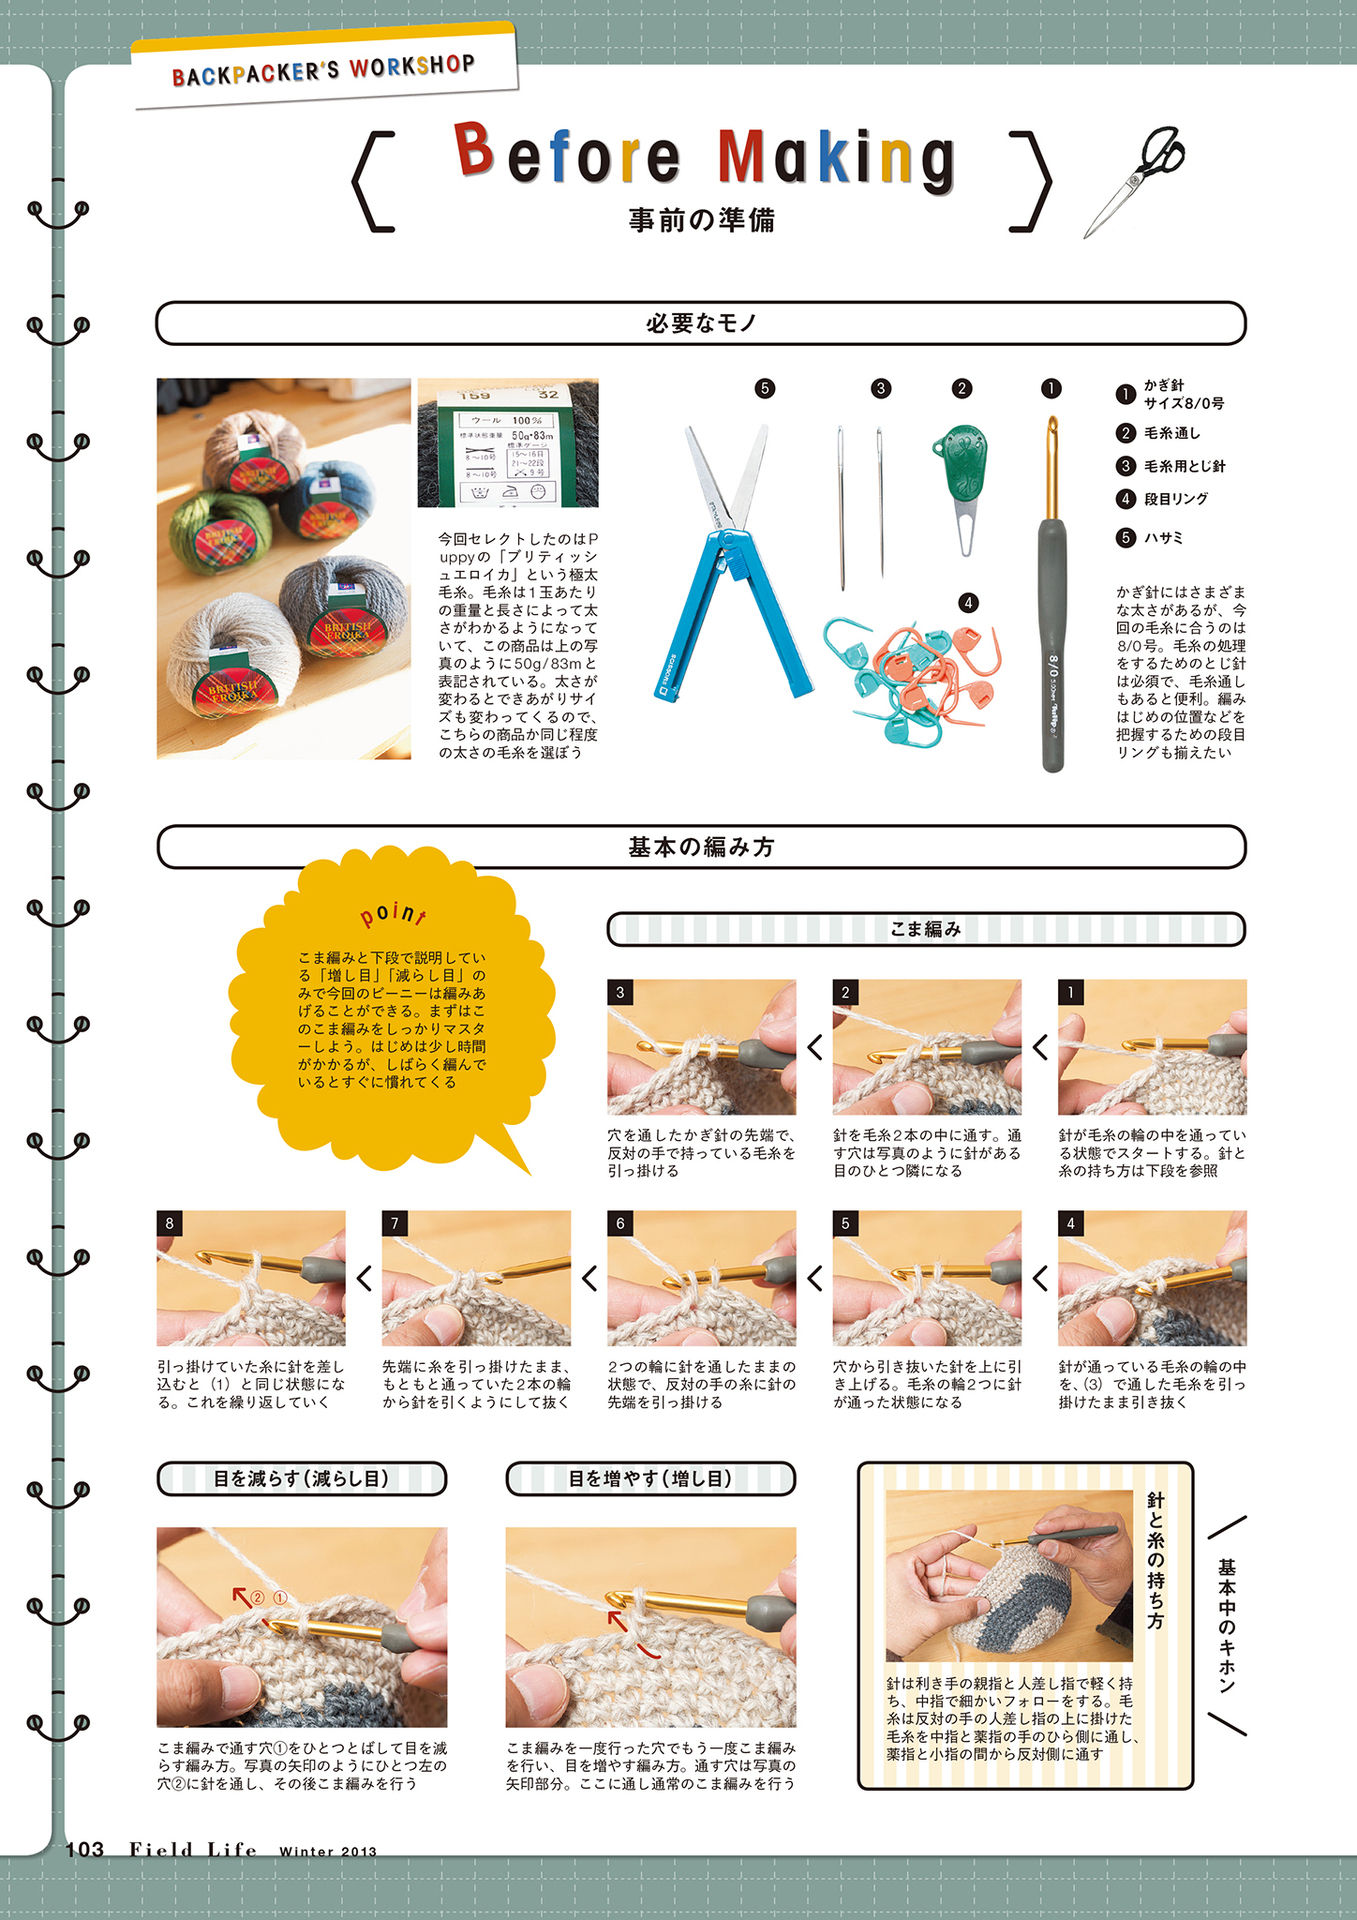 BACKPACKER'S WORKSHOP
Before Making
事前の準備
必要なモノ
159 32
ウール 100%
標準状態重量 50g・83m
標準ゲージ
8～10号
15～16目
21～22段
8～10号
9号
BRITISH
EROIKA
BRITISH
EROIKA
今回セレクトしたのはP
uppyの「ブリティッシ
ュエロイカ」という極太
毛糸。毛糸は1玉あたり
の重量と長さによって太
さがわかるようになって
いて、この商品は上の写
真のように50g/83mと
表記されている。太さが
変わるとできあがりサイ
ズも変わってくるので、
こちらの商品か同じ程度
の太さの毛糸を選ぼう
5
3
2
1
4
SCISSORS
8/0 5.0mm Tulip
1 かぎ針
サイズ8/0号
2 毛糸通し
3 毛糸用とじ針
4 段目リング
5 ハサミ
かぎ針にはさまざま
な太さがあるが、今
回の毛糸に合うのは
8/0号。毛糸の処理
をするためのとじ針
は必須で、毛糸通し
もあると便利。編み
はじめの位置などを
把握するための段目
リングも揃えたい
基本の編み方
point
こま編みと下段で説明してい
る「増し目」「減らし目」の
みで今回のビーニーは編みあ
げることができる。まずはこ
のこま編みをしっかりマスタ
ーしよう。はじめは少し時間
がかかるが、しばらく編んで
いるとすぐに慣れてくる
こま編み
1
針が毛糸の輪の中を通ってい
る状態でスタートする。針と
糸の持ち方は下段を参照
2
針を毛糸2本の中に通す。通
す穴は写真のように針がある
目のひとつ隣になる
3
穴を通したかぎ針の先端で、
反対の手で持っている毛糸を
引っ掛ける
4
針が通っている毛糸の輪の中
を、（3）で通した毛糸を引っ
掛けたまま引き抜く
5
穴から引き抜いた針を上に引
き上げる。毛糸の輪2つに針
が通った状態になる
6
2つの輪に針を通したままの
状態で、反対の手の糸に針の
先端を引っ掛ける
7
先端に糸を引っ掛けたまま、
もともと通っていた2本の輪
から針を引くようにして抜く
8
引っ掛けていた糸に針を差し
込むと（1）と同じ状態にな
る。これを繰り返していく
目を減らす（減らし目）
② ①
こま編みで通す穴①をひとつとばして目を減
らす編み方。写真の矢印のようにひとつ左の
穴②に針を通し、その後こま編みを行う
目を増やす（増し目）
こま編みを一度行った穴でもう一度こま編み
を行い、目を増やす編み方。通す穴は写真の
矢印部分。ここに通し通常のこま編みを行う
基本中のキホン
針と糸の持ち方
針は利き手の親指と人差し指で軽く持
ち、中指で細かいフォローをする。毛
糸は反対の手の人差し指の上に掛けた
毛糸を中指と薬指の手のひら側に通し、
薬指と小指の間から反対側に通す
103 Field Life Winter 2013